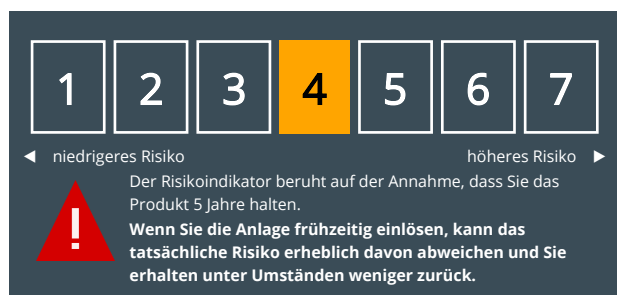 1 2 3 4 5 6 7
◄ niedrigeres Risiko höheres Risiko ►
Der Risikoindikator beruht auf der Annahme, dass Sie das
Produkt 5 Jahre halten.
Wenn Sie die Anlage frühzeitig einlösen, kann das
tatsächliche Risiko erheblich davon abweichen und Sie
erhalten unter Umständen weniger zurück.
!